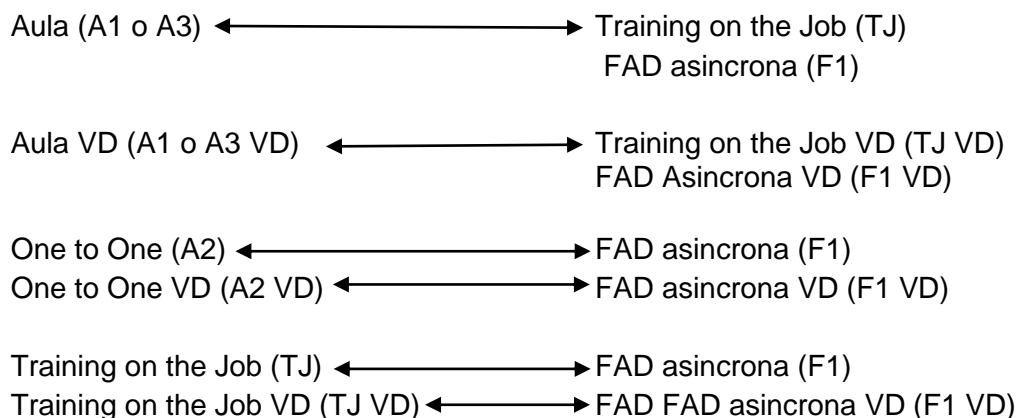 Aula (A1 o A3) Training on the Job (TJ)
FAD asincrona (F1)
Aula VD (A1 o A3 VD) Training on the Job VD (TJ VD)
FAD Asincrona VD (F1 VD)
One to One (A2) FAD asincrona (F1)
One to One VD (A2 VD) FAD asincrona VD (F1 VD)
Training on the Job (TJ) FAD asincrona (F1)
Training on the Job VD (TJ VD) FAD FAD asincrona VD (F1 VD)